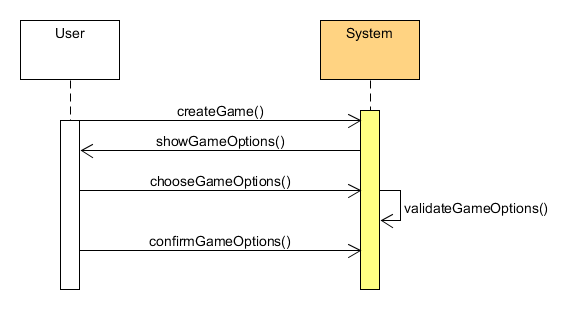 User
System
createGame()
showGameOptions()
chooseGameOptions()
validateGameOptions()
confirmGameOptions()